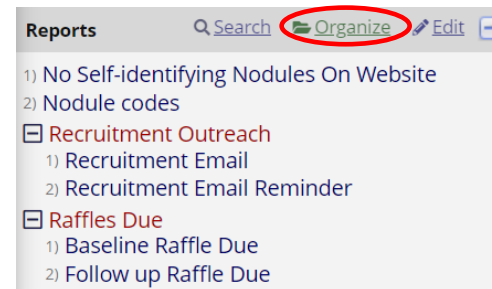 Reports Search Organize Edit
1) No Self-identifying Nodules On Website
2) Nodule codes
Recruitment Outreach
1) Recruitment Email
2) Recruitment Email Reminder
Raffles Due
1) Baseline Raffle Due
2) Follow up Raffle Due